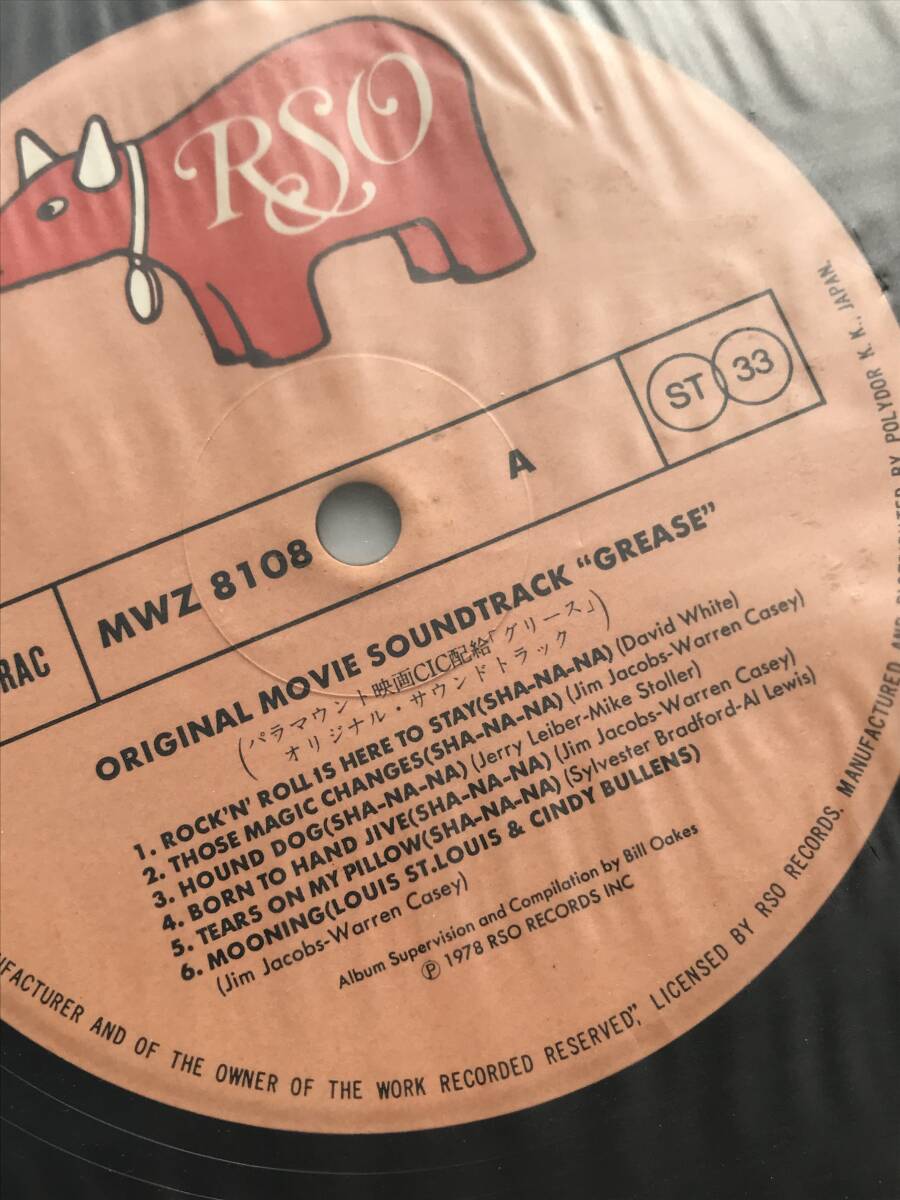 RSO
ST 33
A
RAC
MWZ 8108
ORIGINAL MOVIE SOUNDTRACK "GREASE"
(パラマウント映画CIC配給「グリース」
オリジナル・サウンドトラック)
1. ROCK'N' ROLL IS HERE TO STAY(SHA-NA-NA) (David White)
2. THOSE MAGIC CHANGES(SHA-NA-NA) (Jim Jacobs-Warren Casey)
3. HOUND DOG(SHA-NA-NA) (Jerry Leiber-Mike Stoller)
4. BORN TO HAND JIVE(SHA-NA-NA) (Jim Jacobs-Warren Casey)
5. TEARS ON MY PILLOW(SHA-NA-NA) (Sylvester Bradford-Al Lewis)
6. MOONING(LOUIS ST.LOUIS & CINDY BULLENS)
(Jim Jacobs-Warren Casey)
Album Supervision and Compilation by Bill Oakes
Ⓟ 1978 RSO RECORDS INC
UFACTURER AND OF THE OWNER OF THE WORK RECORDED RESERVED", LICENSED BY RSO RECORDS. MANUFACTURED AND BY POLYDOR K. K., JAPAN.